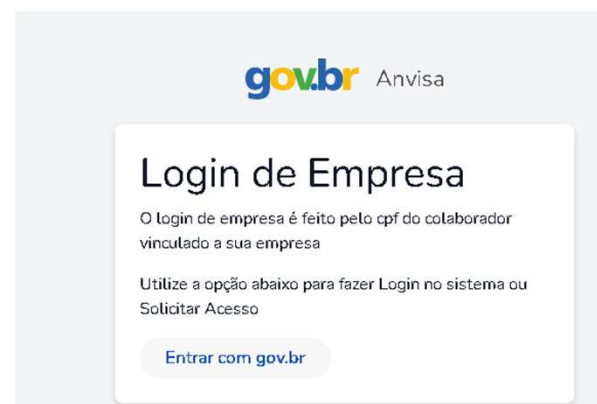 gov.br Anvisa
Login de Empresa
O login de empresa é feito pelo cpf do colaborador
vinculado a sua empresa
Utilize a opção abaixo para fazer Login no sistema ou
Solicitar Acesso
Entrar com gov.br